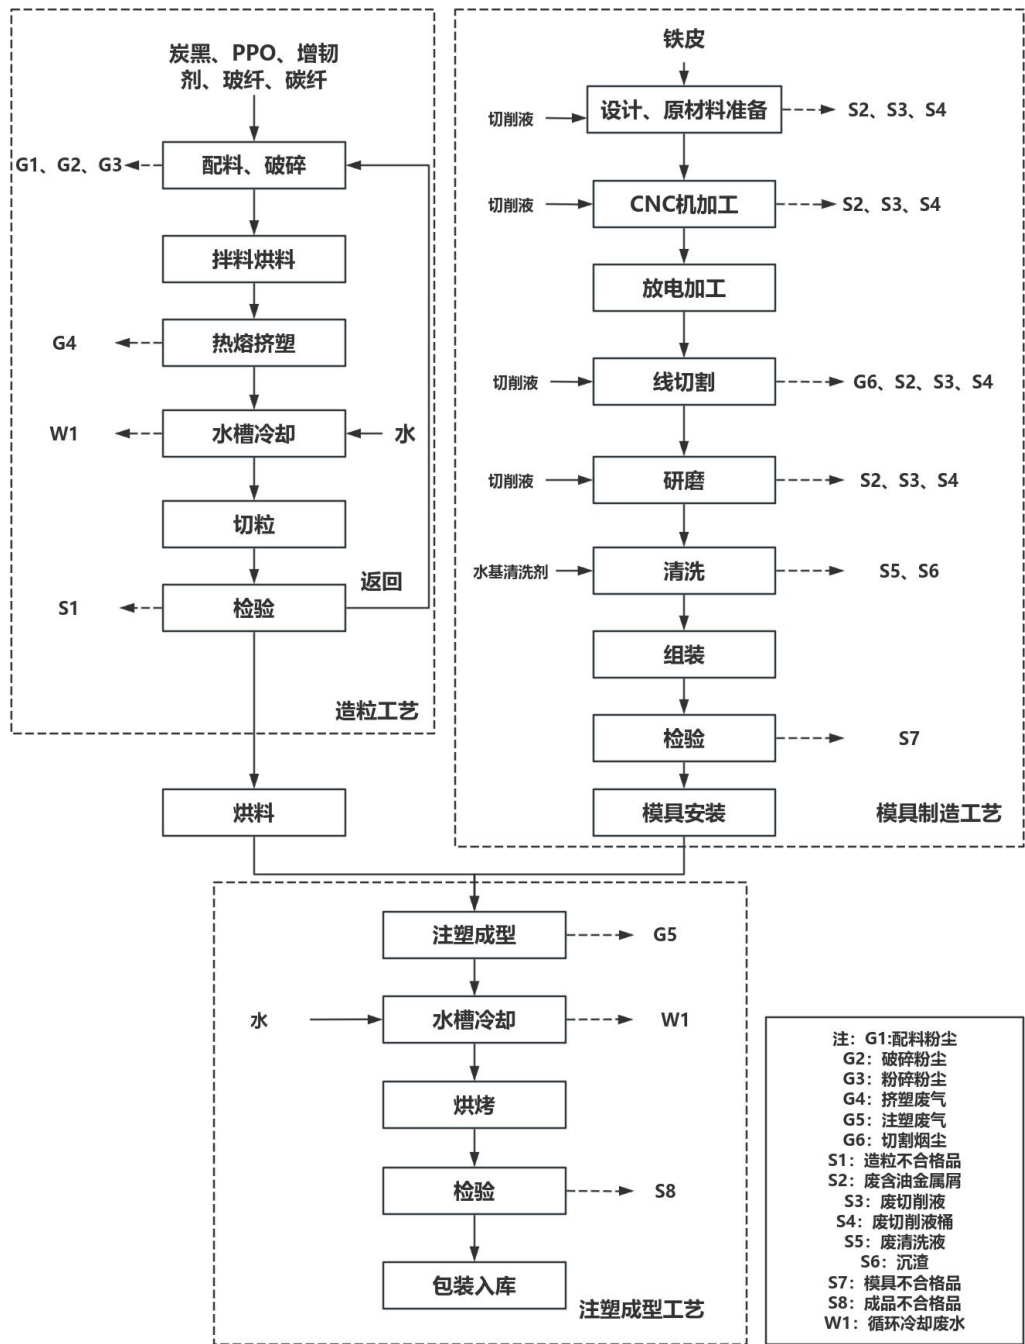 炭黑、PPO、增韧
剂、玻纤、碳纤
G1、G2、G3
配料、破碎
拌料烘料
G4
热熔挤塑
W1
水槽冷却
水
切粒
返回
S1
检验
造粒工艺
烘料
铁皮
切削液
设计、原材料准备
S2、S3、S4
切削液
CNC机加工
S2、S3、S4
放电加工
切削液
线切割
G6、S2、S3、S4
切削液
研磨
S2、S3、S4
水基清洗剂
清洗
S5、S6
组装
检验
S7
模具安装
模具制造工艺
注塑成型
G5
水
水槽冷却
W1
烘烤
检验
S8
包装入库
注塑成型工艺
注：G1:配料粉尘
G2：破碎粉尘
G3：粉碎粉尘
G4：挤塑废气
G5：注塑废气
G6：切割烟尘
S1：造粒不合格品
S2：废含油金属屑
S3：废切削液
S4：废切削液桶
S5：废清洗液
S6：沉渣
S7：模具不合格品
S8：成品不合格品
W1：循环冷却废水